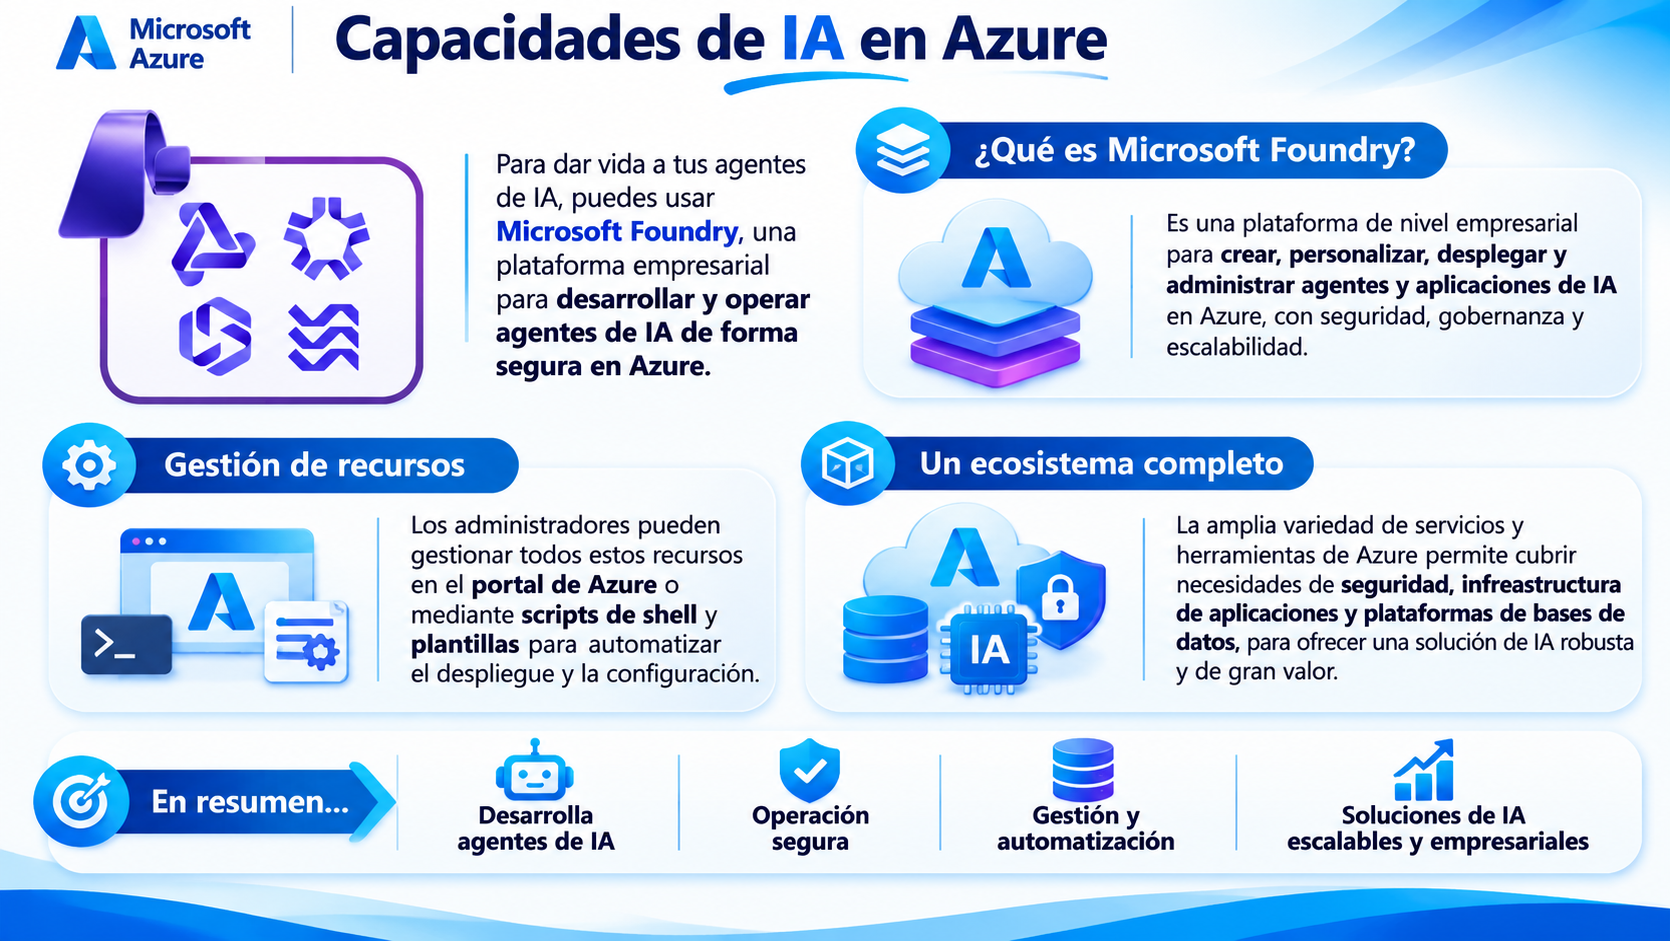 Microsoft
Azure
Capacidades de IA en Azure
Para dar vida a tus agentes
de IA, puedes usar
Microsoft Foundry, una
plataforma empresarial
para desarrollar y operar
agentes de IA de forma
segura en Azure.
¿Qué es Microsoft Foundry?
Es una plataforma de nivel empresarial
para crear, personalizar, desplegar y
administrar agentes y aplicaciones de IA
en Azure, con seguridad, gobernanza y
escalabilidad.
Gestión de recursos
Los administradores pueden
gestionar todos estos recursos
en el portal de Azure o
mediante scripts de shell y
plantillas para automatizar
el despliegue y la configuración.
Un ecosistema completo
IA
La amplia variedad de servicios y
herramientas de Azure permite cubrir
necesidades de seguridad, infreastructura
de aplicaciones y plataformas de bases de
datos, para ofrecer una solución de IA robusta
y de gran valor.
En resumen...
Desarrolla
agentes de IA
Operación
segura
Gestión y
automatización
Soluciones de IA
escalables y empresariales